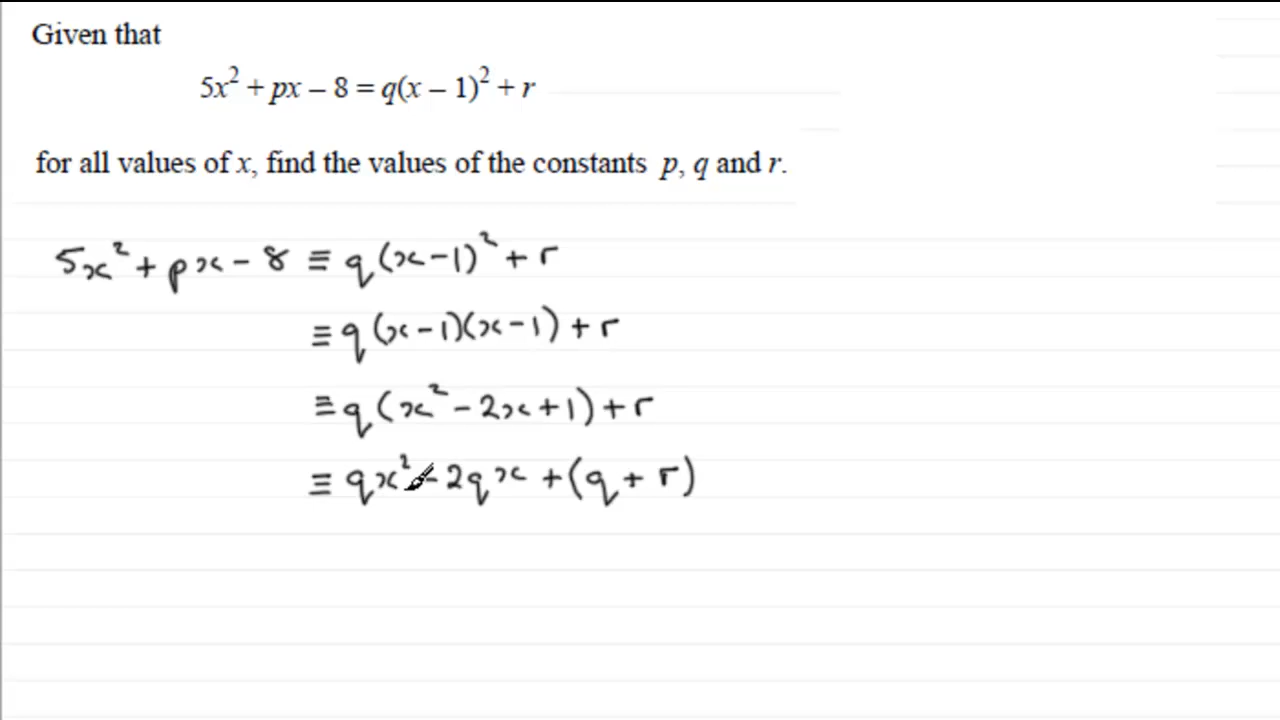 Given that
5x² + px – 8 = q(x – 1)² + r
for all values of x, find the values of the constants p, q and r.
5x² + px - 8 ≡ q(x-1)² + r
≡ q(x-1)(x-1) + r
≡ q(x² - 2x + 1) + r
≡ qx² - 2qx + (q + r)